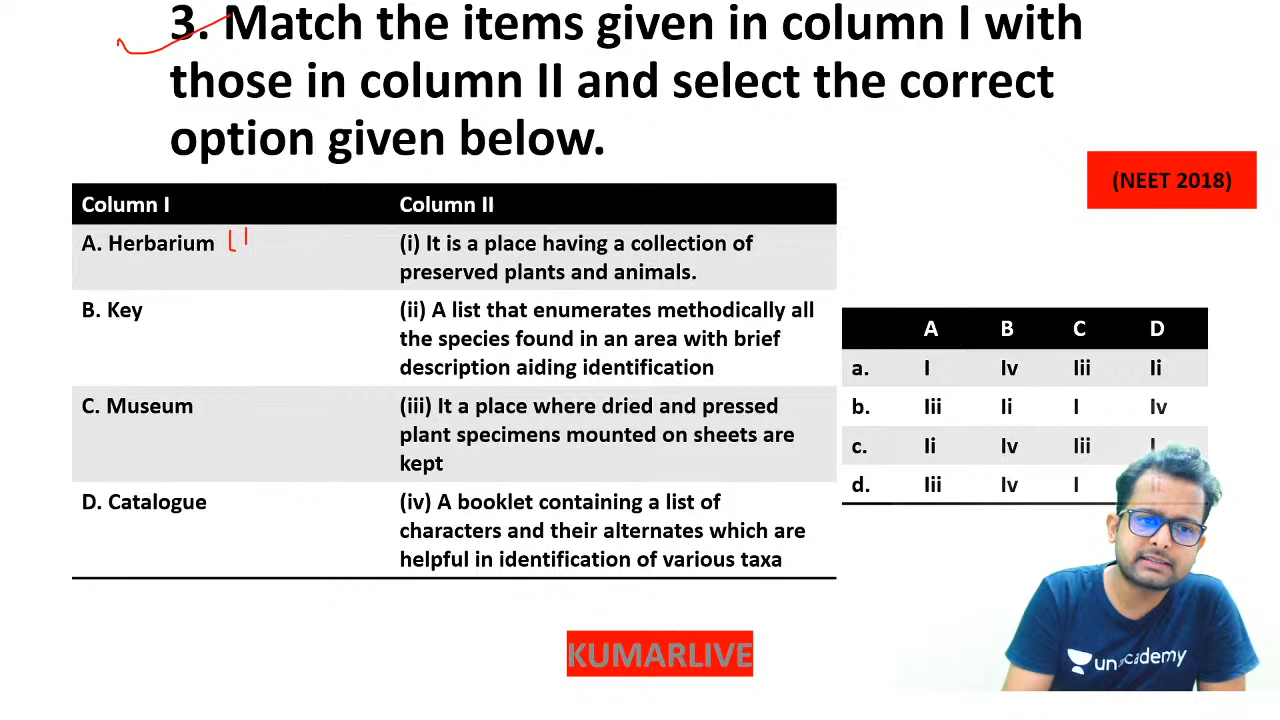 3. Match the items given in column I with
those in column II and select the correct
option given below.
(NEET 2018)
Column I Column II
A. Herbarium (i) It is a place having a collection of
preserved plants and animals.
B. Key (ii) A list that enumerates methodically all
the species found in an area with brief
description aiding identification
C. Museum (iii) It a place where dried and pressed
plant specimens mounted on sheets are
kept
D. Catalogue (iv) A booklet containing a list of
characters and their alternates which are
helpful in identification of various taxa
A B C D
a. I Iv Iii Ii
b. Iii Ii I Iv
c. Ii Iv Iii I
d. Iii Iv I Ii
unacademy
KUMARLIVE